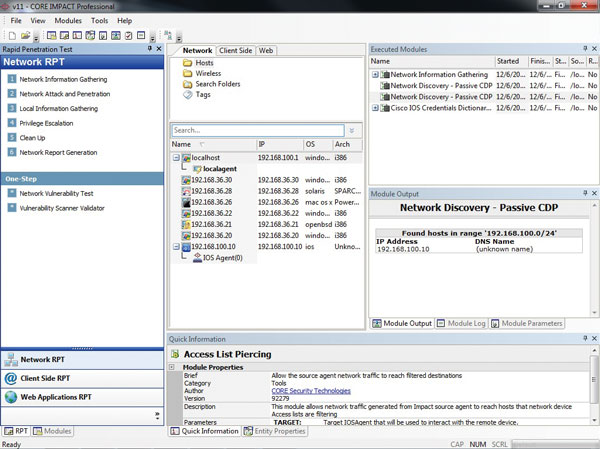 v11 - CORE IMPACT Professional
File View Modules Tools Help
Rapid Penetration Test
Network RPT
1 Network Information Gathering
2 Network Attack and Penetration
3 Local Information Gathering
4 Privilege Escalation
5 Clean Up
6 Network Report Generation
One-Step
Network Vulnerability Test
Vulnerability Scanner Validator
Network RPT
Client Side RPT
Web Applications RPT
RPT Modules
Ready
Network Client Side Web
Hosts
Wireless
Search Folders
Tags
Search...
Name IP OS Arch
localhost 192.168.100.1 windo... i386
localagent
192.168.36.30 192.168.36.30 windo... i386
192.168.36.28 192.168.36.28 solaris SPARC...
192.168.36.26 192.168.36.26 mac os x Power...
192.168.36.22 192.168.36.22 windo... i386
192.168.36.21 192.168.36.21 openbsd i386
192.168.36.20 192.168.36.20 windo... i386
192.168.100.10 192.168.100.10 ios Unkno...
IOS Agent(0)
Executed Modules
Name Started Finis... St... So... R...
Network Information Gathering 12/6/20... 12/6/... Fi... /lo... No
Network Discovery - Passive CDP 12/6/20... 12/6/... Fi... /lo... No
Network Discovery - Passive CDP 12/6/20... 12/6/... Fi... /lo... No
Cisco IOS Credentials Dictionar... 12/6/20... 12/6/... Fi... /lo... No
Module Output
Network Discovery - Passive CDP
Found hosts in range '192.168.100.0/24'
IP Address DNS Name
192.168.100.10 (unknown name)
Module Output Module Log Module Parameters
Quick Information
Access List Piercing
Module Properties
Brief Allow the source agent network traffic to reach filtered destinations
Category Tools
Author CORE Security Technologies
Version 92279
Description This module allows network traffic generated from Impact source agent to reach hosts that network device Access lists are filtering
Parameters TARGET: Target IOSAgent that will be used to interact with the remote device.
Quick Information Entity Properties
CAP NUM SCRL